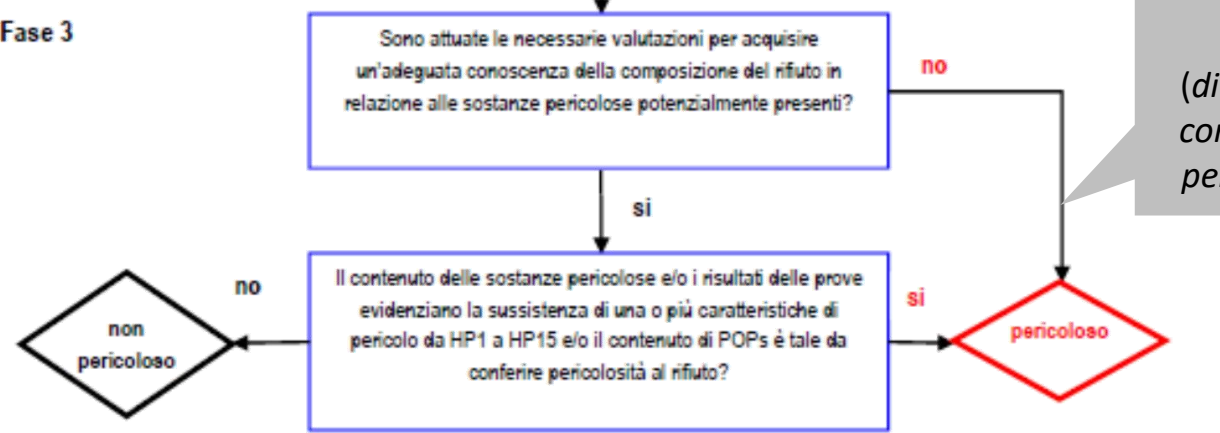 Fase 3
Sono attuate le necessarie valutazioni per acquisire
un'adeguata conoscenza della composizione del rifiuto in
relazione alle sostanze pericolose potenzialmente presenti?
no
(di
per
si
Il contenuto delle sostanze pericolose e/o i risultati delle prove
evidenziano la sussistenza di una o più caratteristiche di
pericolo da HP1 a HP15 e/o il contenuto di POPs è tale da
conferire pericolosità al rifiuto?
no
si
non
pericoloso
pericoloso